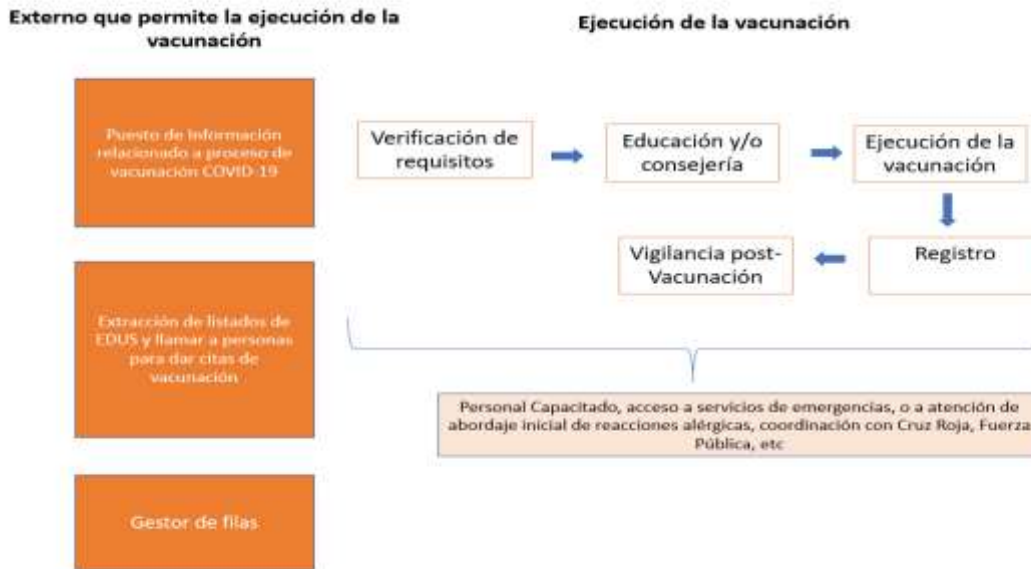 Externo que permite la ejecución de la
vacunación
Ejecución de la vacunación
Puesto de Información
relacionado a proceso de
vacunación COVID-19
Extracción de listados de
EDUS y llamar a personas
para dar citas de
vacunación
Gestor de filas
Verificación de
requisitos
Educación y/o
consejería
Ejecución de la
vacunación
Registro
Vigilancia post-
Vacunación
Personal Capacitado, acceso a servicios de emergencias, o a atención de
abordaje inicial de reacciones alérgicas, coordinación con Cruz Roja, Fuerza
Pública, etc